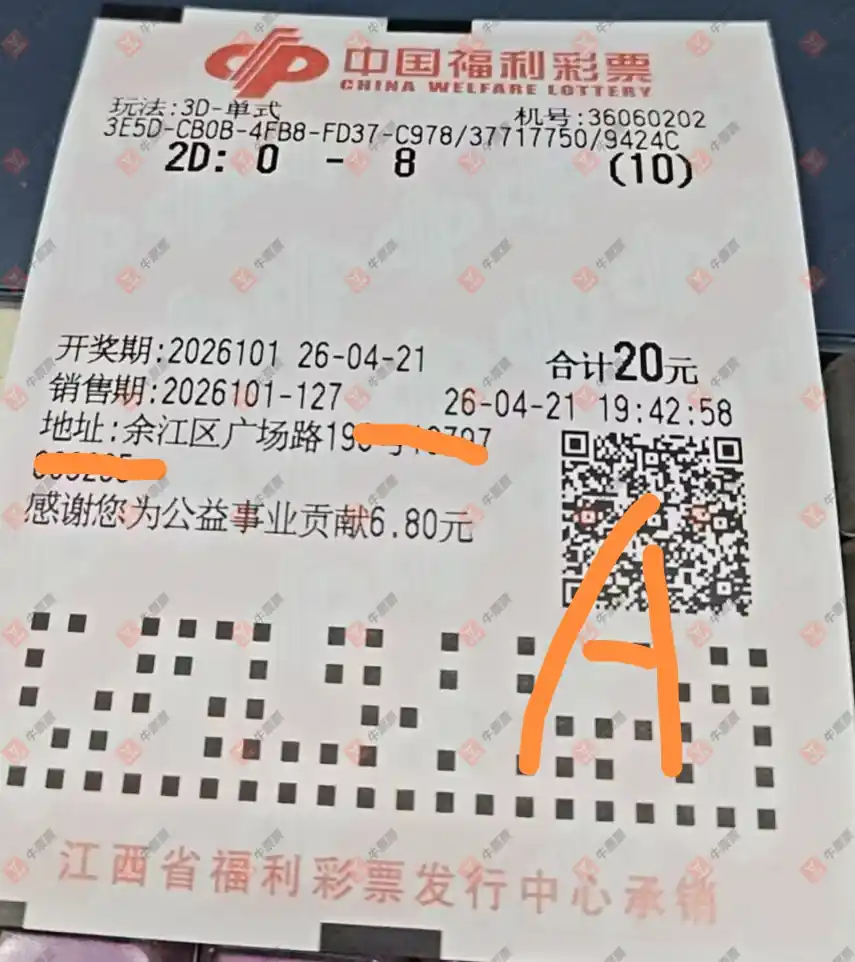 中国福利彩票
CHINA WELFARE LOTTERY
玩法:3D-单式 机号:36060202
3E5D-CB0B-4FB8-FD37-C978/37717750/9424C
2D: 0 - 8 (10)
开奖期:2026101 26-04-21 合计20元
销售期:2026101-127 26-04-21 19:42:58
地址:余江区广场路19
感谢您为公益事业贡献6.80元
A
江西省福利彩票发行中心承销
牛图票